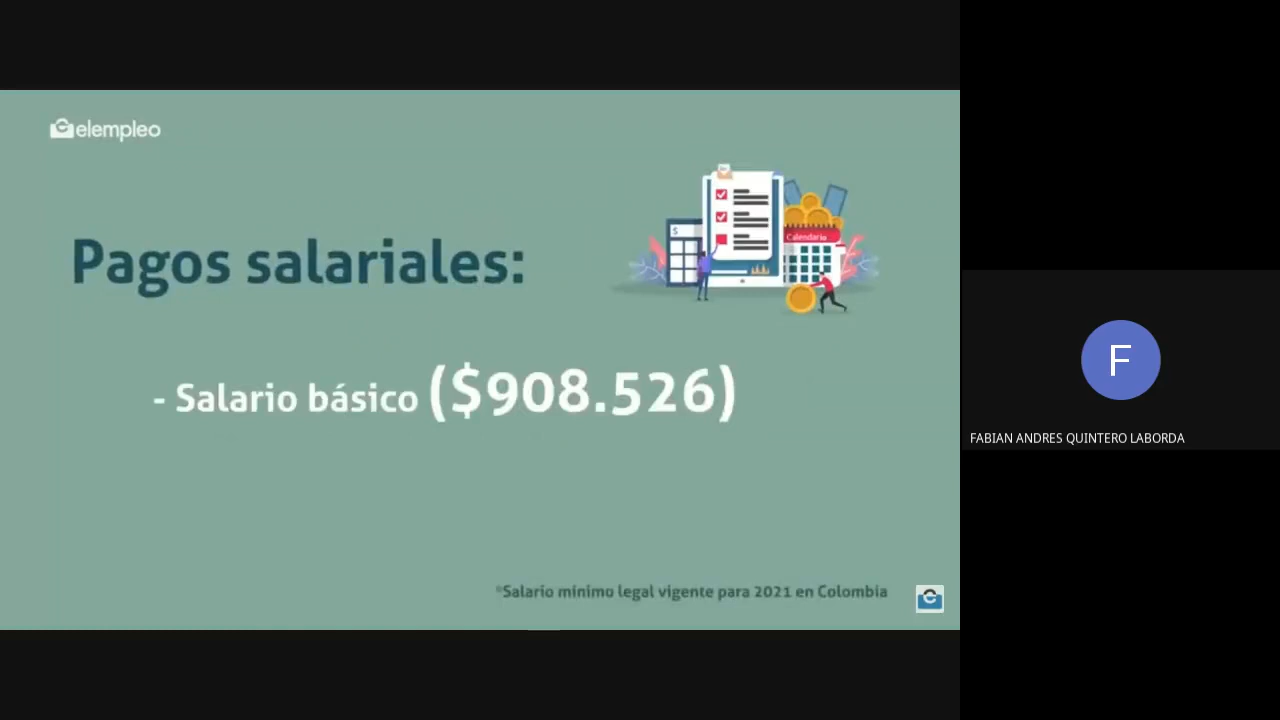 elempleo
$
Calendario
Pagos salariales:
- Salario básico ($908.526)
*Salario mínimo legal vigente para 2021 en Colombia
F
FABIAN ANDRES QUINTERO LABORDA